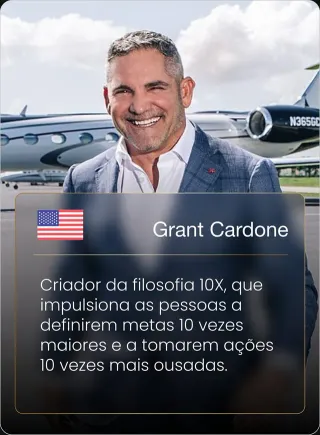 N365GC
Grant Cardone
Criador da filosofia 10X, que
impulsiona as pessoas a
definirem metas 10 vezes
maiores e a tomarem ações
10 vezes mais ousadas.